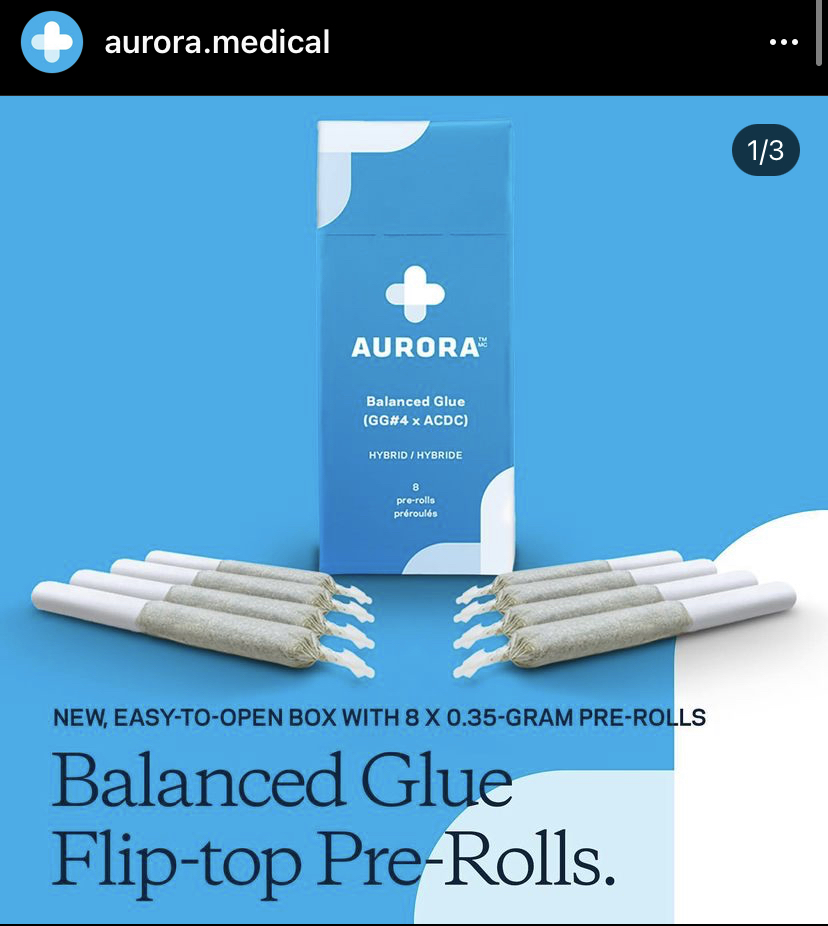 aurora.medical
1/3
AURORA™ MC
Balanced Glue
(GG#4 x ACDC)
HYBRID / HYBRIDE
8
pre-rolls
préroulés
NEW, EASY-TO-OPEN BOX WITH 8 X 0.35-GRAM PRE-ROLLS
Balanced Glue
Flip-top Pre-Rolls.